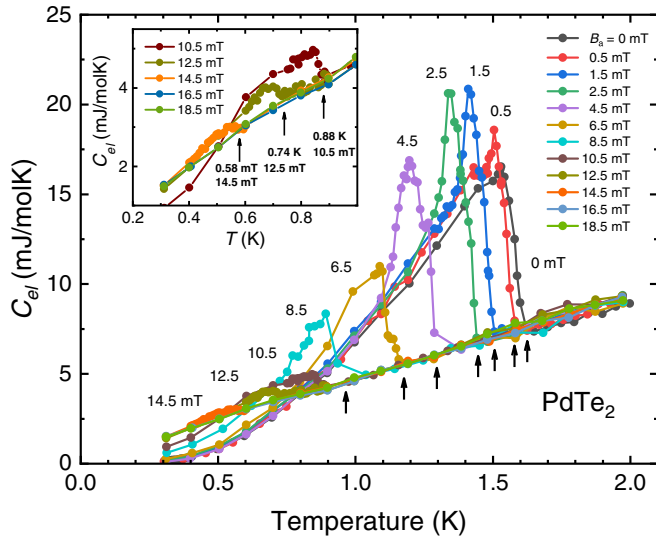 25
20
15
10
5
0
C_el (mJ/molK)
0.0
0.5
1.0
1.5
2.0
Temperature (K)
PdTe₂
B_a = 0 mT
0.5 mT
1.5 mT
2.5 mT
4.5 mT
6.5 mT
8.5 mT
10.5 mT
12.5 mT
14.5 mT
16.5 mT
18.5 mT
2.5
1.5
0.5
4.5
0 mT
6.5
8.5
10.5
12.5
14.5 mT
10.5 mT
12.5 mT
14.5 mT
16.5 mT
18.5 mT
4
2
C_el (mJ/molK)
0.2
0.4
0.6
0.8
T (K)
0.88 K
10.5 mT
0.74 K
12.5 mT
0.58 mT
14.5 mT